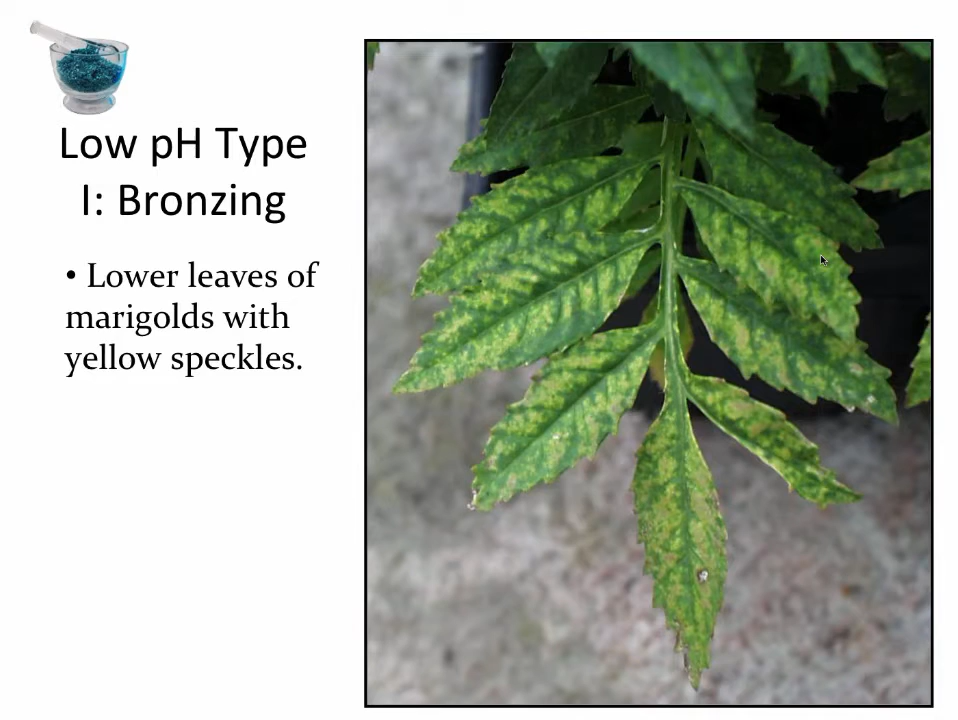 Low pH Type
I: Bronzing
• Lower leaves of
marigolds with
yellow speckles.